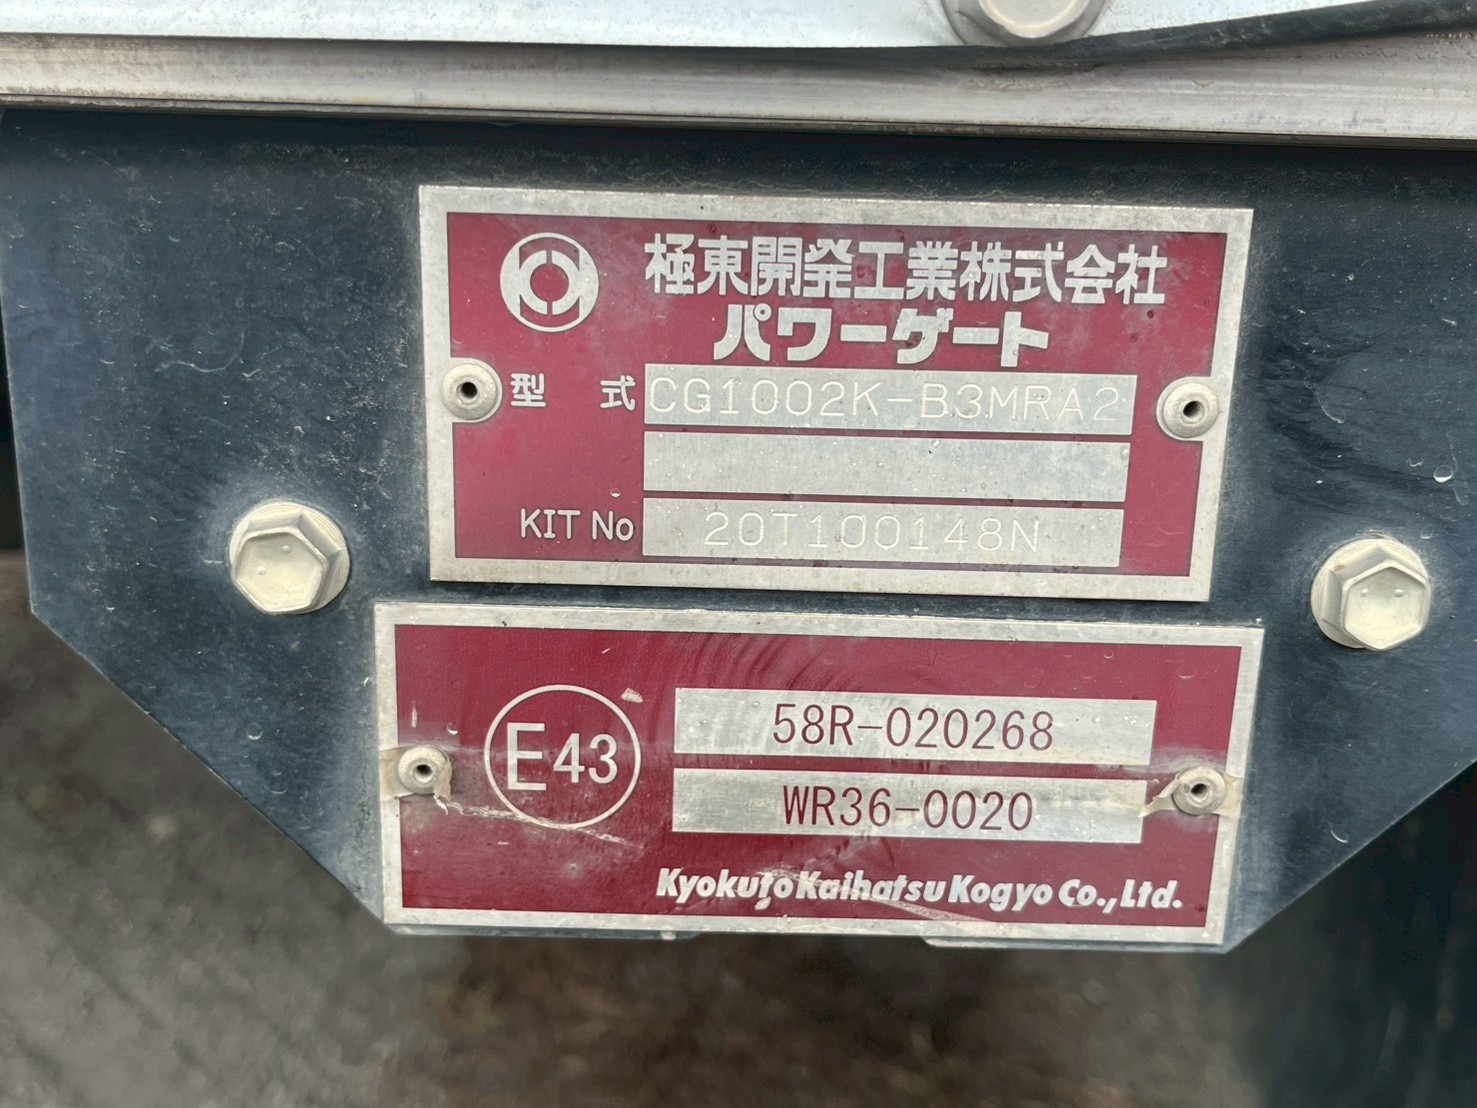 極東開発工業株式会社
パワーゲート
型 式 CG1002K-B3MRA2
KIT No 20T100148N
E43 58R-020268
WR36-0020
Kyokuto Kaihatsu Kogyo Co., Ltd.